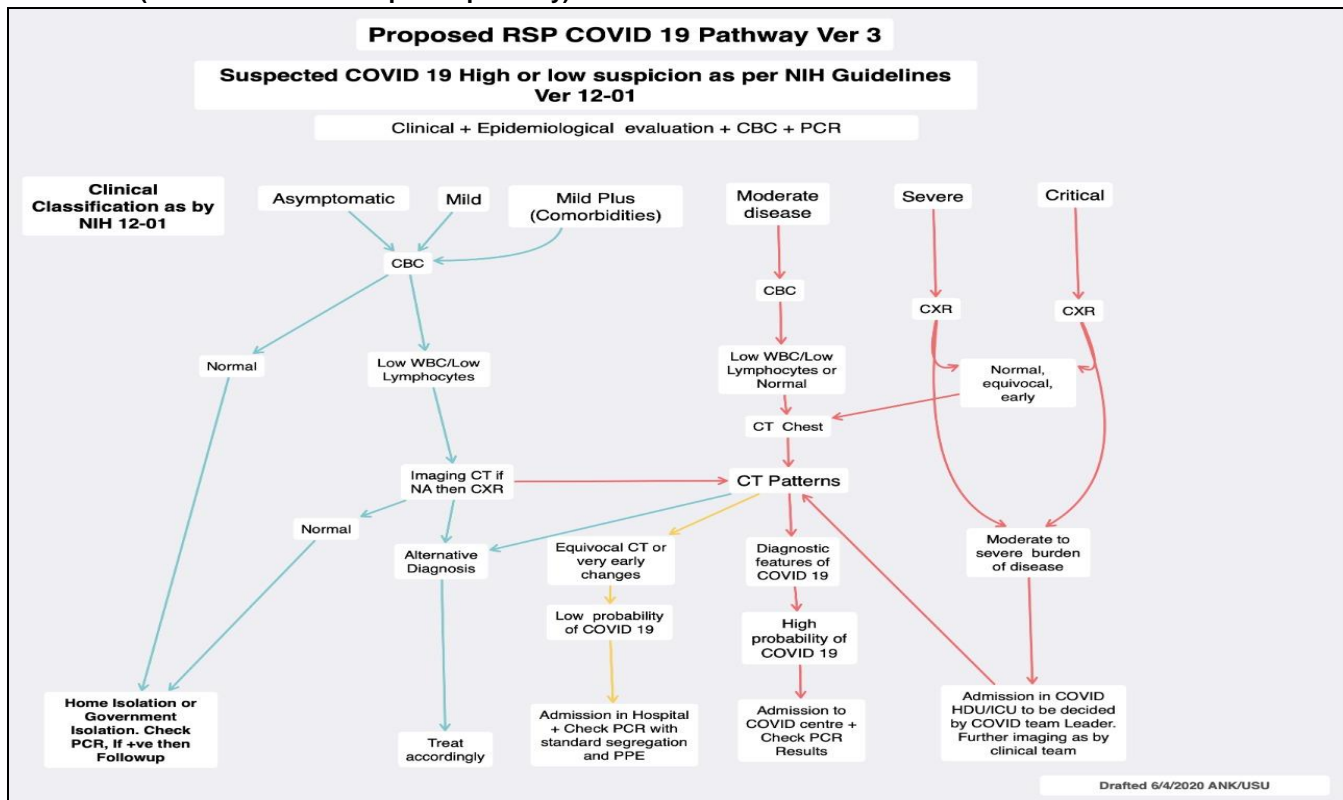 Proposed RSP COVID 19 Pathway Ver 3
Suspected COVID 19 High or low suspicion as per NIH Guidelines
Ver 12-01
Clinical + Epidemiological evaluation + CBC + PCR
Clinical
Classification as by
NIH 12-01
Asymptomatic
Mild
Mild Plus
(Comorbidities)
Moderate
disease
Severe
Critical
CBC
CBC
CXR
CXR
Normal
Low WBC/Low
Lymphocytes
Low WBC/Low
Lymphocytes or
Normal
Normal,
equivocal,
early
CT Chest
Imaging CT if
NA then CXR
CT Patterns
Normal
Alternative
Diagnosis
Equivocal CT or
very early
changes
Diagnostic
features of
COVID 19
Moderate to
severe burden
of disease
Low probability
of COVID 19
High
probability of
COVID 19
Home Isolation or
Government
Isolation. Check
PCR, If +ve then
Followup
Treat
accordingly
Admission in Hospital
+ Check PCR with
standard segregation
and PPE
Admission to
COVID centre +
Check PCR
Results
Admission in COVID
HDU/ICU to be decided
by COVID team Leader.
Further imaging as by
clinical team
Drafted 6/4/2020 ANK/USU